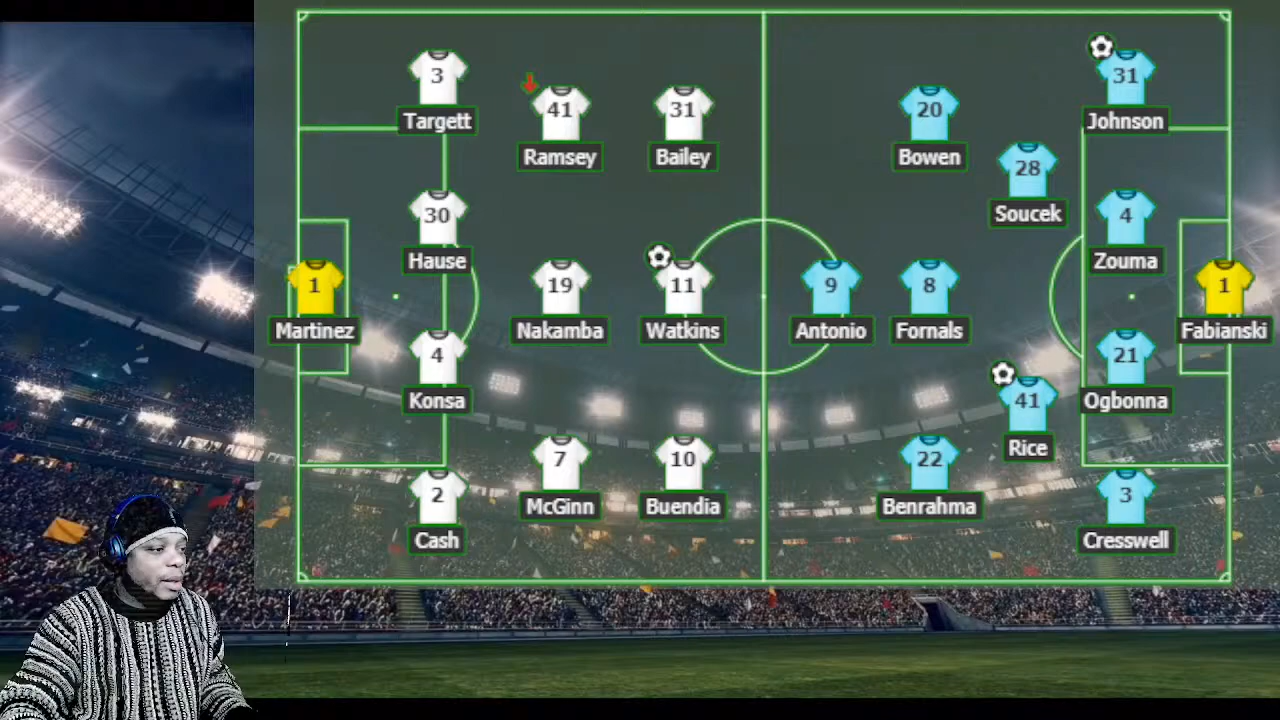 3
Targett
41
Ramsey
31
Bailey
20
Bowen
31
Johnson
28
Soucek
30
Hause
4
Zouma
1
Martinez
19
Nakamba
11
Watkins
9
Antonio
8
Fornals
1
Fabianski
4
Konsa
21
Ogbonna
41
Rice
7
McGinn
10
Buendia
22
Benrahma
2
Cash
3
Cresswell